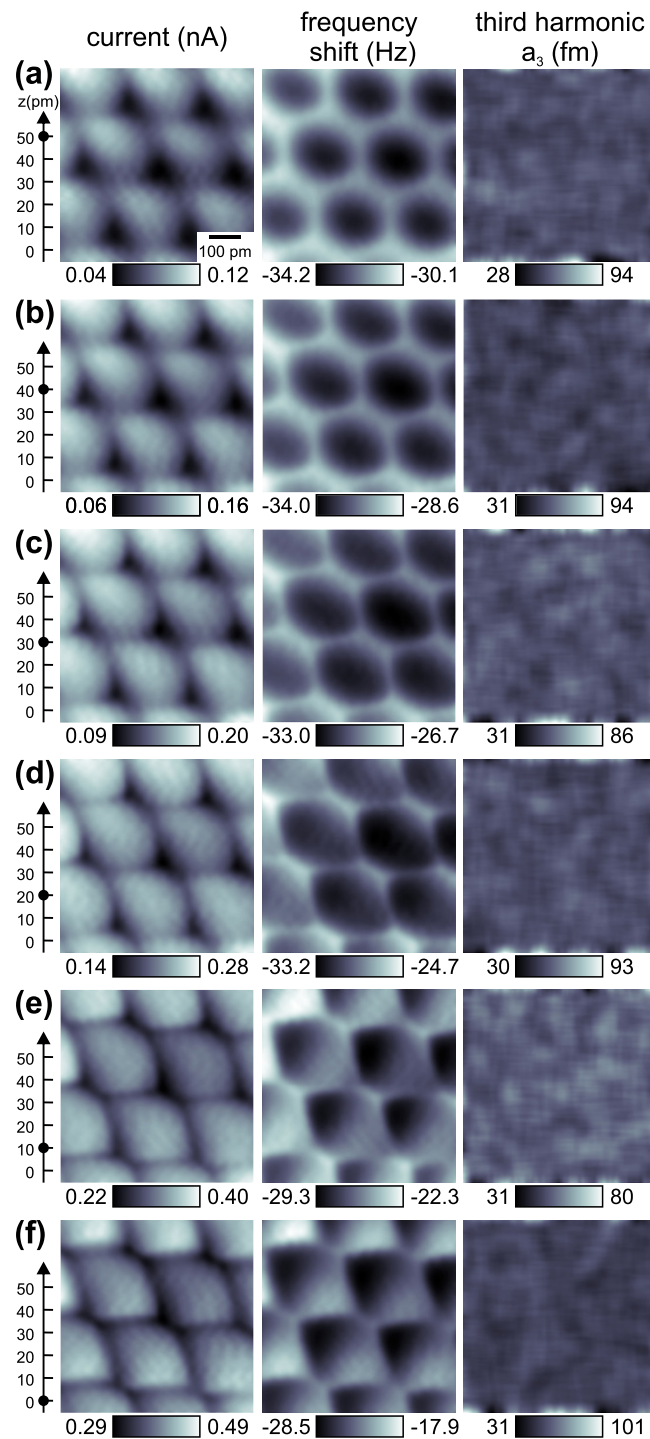 current (nA)
frequency
shift (Hz)
third harmonic
a3 (fm)
(a)
z(pm)
50
40
30
20
10
0
100 pm
0.04 0.12 -34.2 -30.1 28 94
(b)
50
40
30
20
10
0
0.06 0.16 -34.0 -28.6 31 94
(c)
50
40
30
20
10
0
0.09 0.20 -33.0 -26.7 31 86
(d)
50
40
30
20
10
0
0.14 0.28 -33.2 -24.7 30 93
(e)
50
40
30
20
10
0
0.22 0.40 -29.3 -22.3 31 80
(f)
50
40
30
20
10
0
0.29 0.49 -28.5 -17.9 31 101